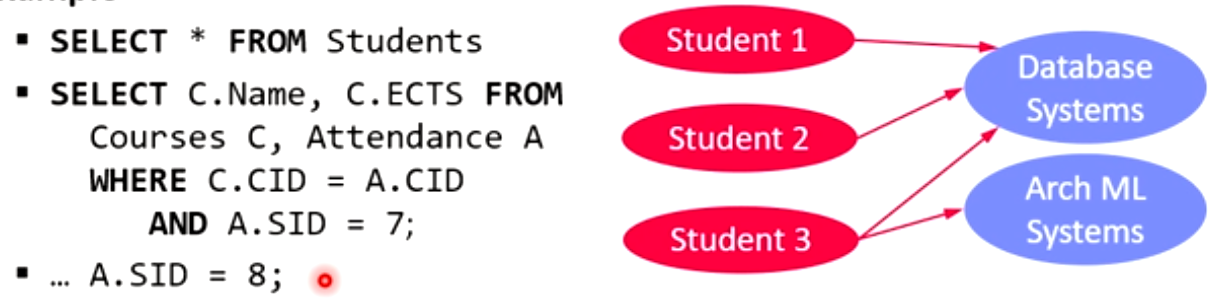 ▪ SELECT * FROM Students
▪ SELECT C.Name, C.ECTS FROM
Courses C, Attendance A
WHERE C.CID = A.CID
AND A.SID = 7;
▪ … A.SID = 8;
Student 1
Student 2
Student 3
Database
Systems
Arch ML
Systems